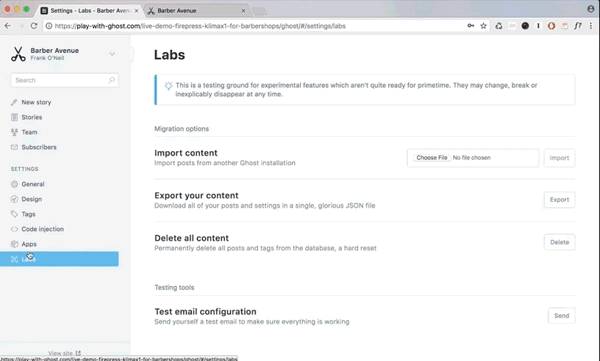 Settings - Labs - Barber Avenu
Barber Avenue
https://play-with-ghost.com/live-demo-firepress-klimax1-for-barbershops/ghost/#/settings/labs
Barber Avenue
Frank O'Neil
Search
New story
Stories
Team
Subscribers
SETTINGS
General
Design
Tags
Code injection
Apps
View site
Labs
This is a testing ground for experimental features which aren't quite ready for primetime. They may change, break or
inexplicably disappear at any time.
Migration options
Import content
Import posts from another Ghost installation
Choose File No file chosen
Import
Export your content
Download all of your posts and settings in a single, glorious JSON file
Export
Delete all content
Permanently delete all posts and tags from the database, a hard reset
Delete
Testing tools
Test email configuration
Send yourself a test email to make sure everything is working
Send
https://play-with-ghost.com/live-demo-firepress-klimax1-for-barbershops/ghost/#/settings/labs